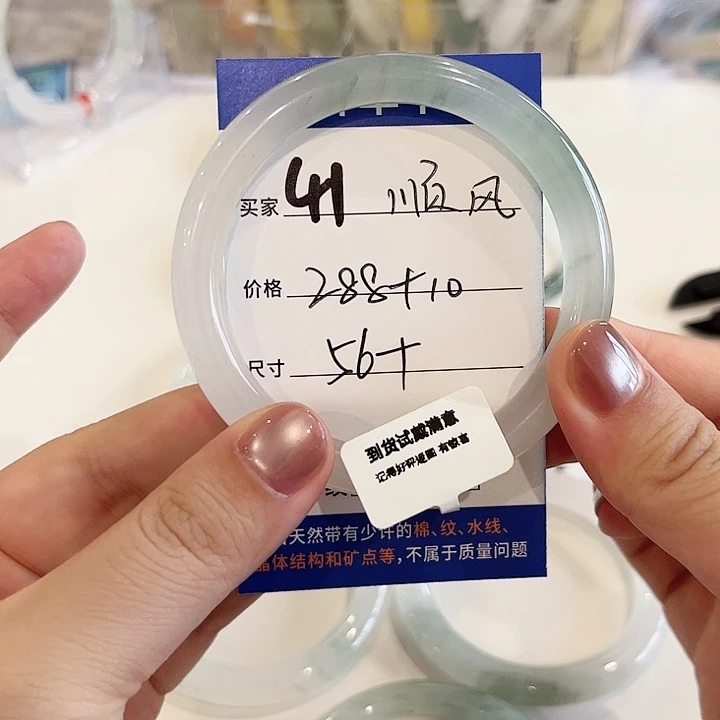 买家 411 顺风
价格 288+10
尺寸 56+
到货试戴满意
记得好评返图 有惊喜
天然带有少许的棉、纹、水线、
晶体结构和矿点等,不属于质量问题